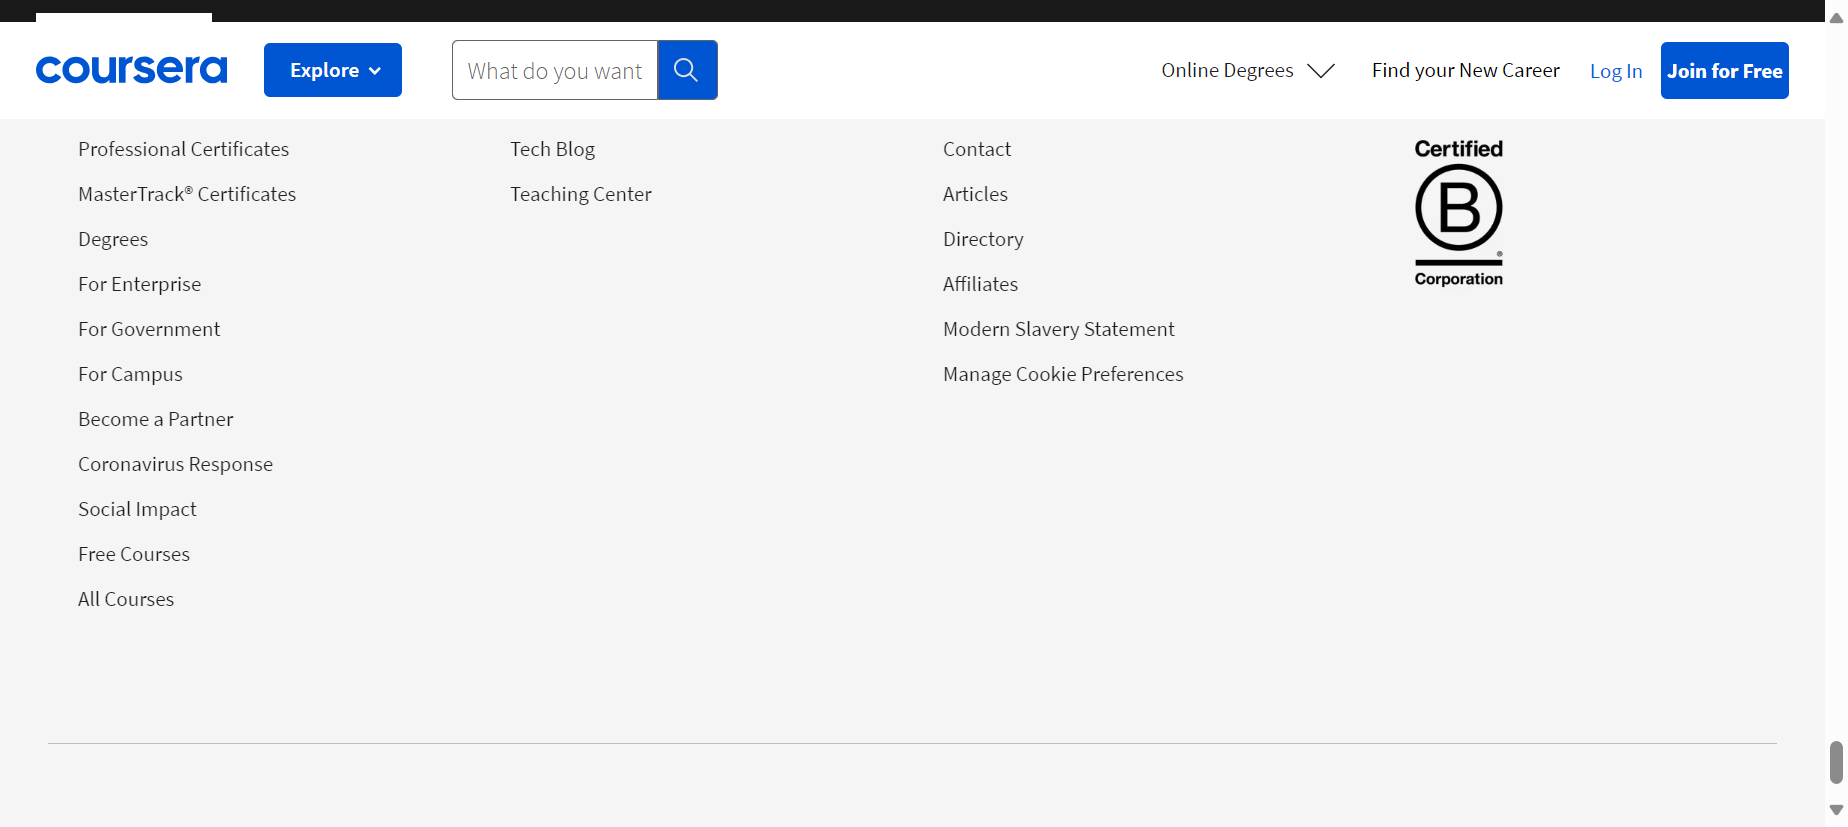 coursera
Explore
What do you want
Online Degrees
Find your New Career
Log In
Join for Free
Professional Certificates
MasterTrack® Certificates
Degrees
For Enterprise
For Government
For Campus
Become a Partner
Coronavirus Response
Social Impact
Free Courses
All Courses
Tech Blog
Teaching Center
Contact
Articles
Directory
Affiliates
Modern Slavery Statement
Manage Cookie Preferences
Certified
B
®
Corporation